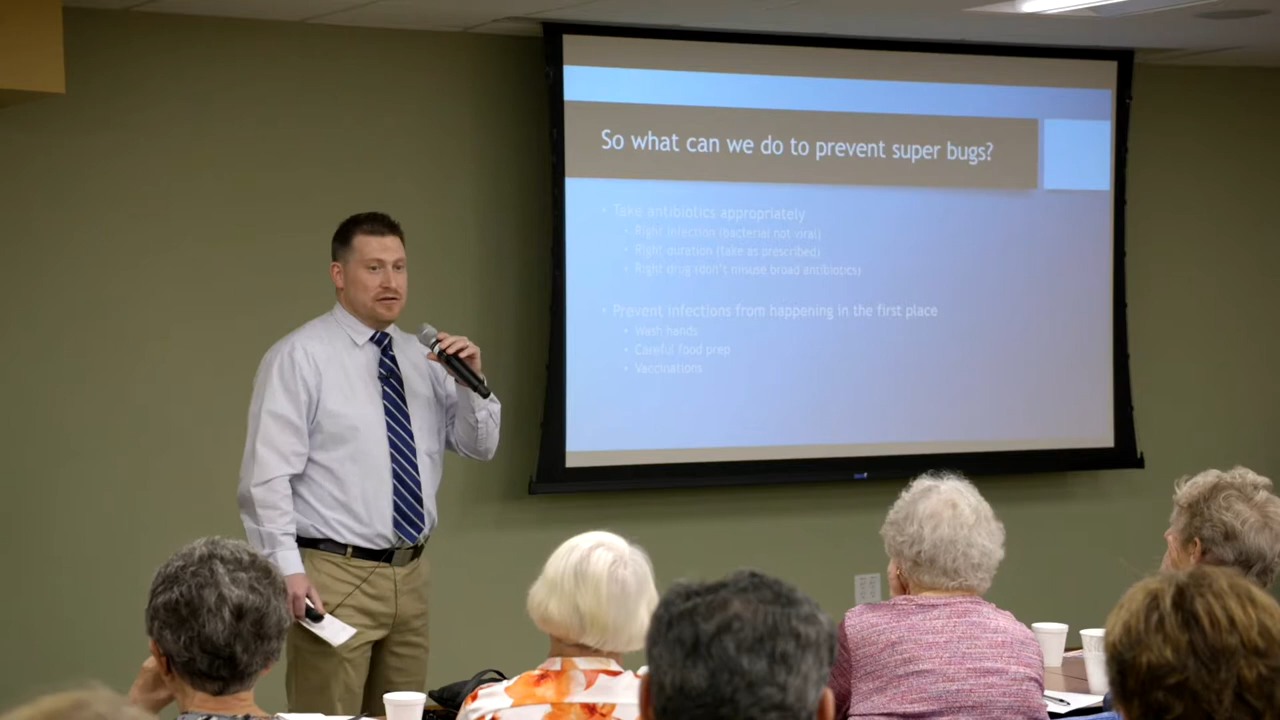 So what can we do to prevent super bugs?
• Take antibiotics appropriately
• Right infection (bacterial not viral)
• Right duration (take as prescribed)
• Right drug (don't misuse broad antibiotics)
• Prevent infections from happening in the first place
• Wash hands
• Careful food prep
• Vaccinations